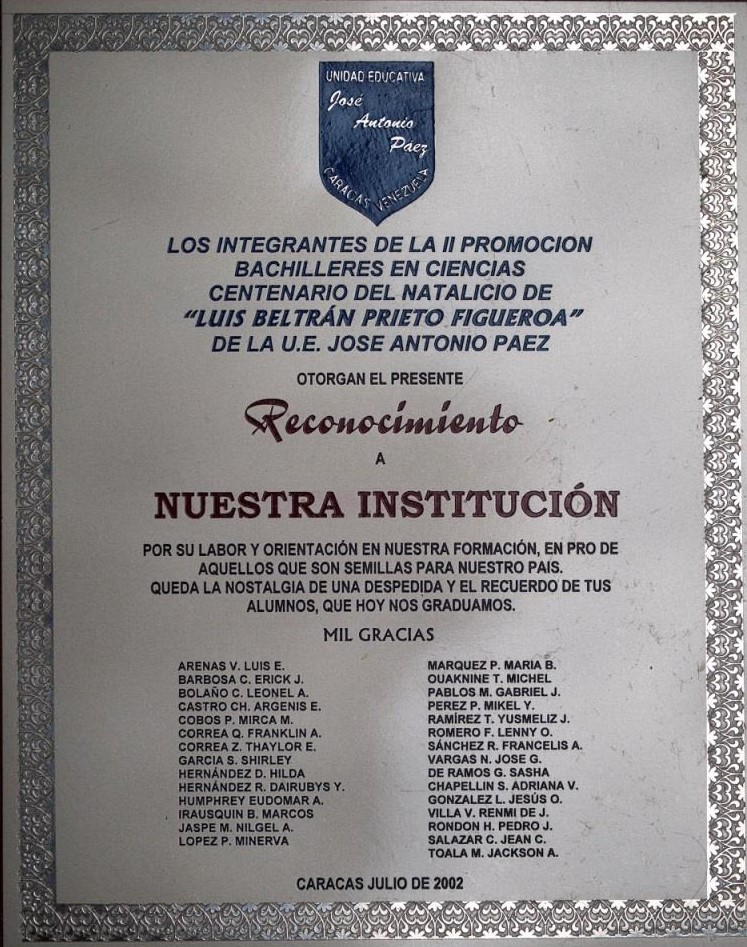 UNIDAD EDUCATIVA
José
Antonio
Páez
CARACAS VENEZUELA
LOS INTEGRANTES DE LA II PROMOCION
BACHILLERES EN CIENCIAS
CENTENARIO DEL NATALICIO DE
"LUIS BELTRÁN PRIETO FIGUEROA"
DE LA U.E. JOSE ANTONIO PAEZ
OTORGAN EL PRESENTE
Reconocimiento
A
NUESTRA INSTITUCIÓN
POR SU LABOR Y ORIENTACIÓN EN NUESTRA FORMACIÓN, EN PRO DE
AQUELLOS QUE SON SEMILLAS PARA NUESTRO PAÍS.
QUEDA LA NOSTALGIA DE UNA DESPEDIDA Y EL RECUERDO DE TUS
ALUMNOS, QUE HOY NOS GRADUAMOS.
MIL GRACIAS
ARENAS V. LUIS E.
BARBOSA C. ERICK J.
BOLAÑO C. LEONEL A.
CASTRO CH. ARGENIS E.
COBOS P. MIRCA M.
CORREA Q. FRANKLIN A.
CORREA Z. THAYLOR E.
GARCIA S. SHIRLEY
HERNÁNDEZ D. HILDA
HERNÁNDEZ R. DAIRUBYS Y.
HUMPHREY EUDOMAR A.
IRAUSQUIN B. MARCOS
JASPE M. NILGEL A.
LOPEZ P. MINERVA
MARQUEZ P. MARIA B.
OUAKNINE T. MICHEL
PABLOS M. GABRIEL J.
PEREZ P. MIKEL Y.
RAMÍREZ T. YUSMELIZ J.
ROMERO F. LENNY O.
SÁNCHEZ R. FRANCELIS A.
VARGAS N. JOSE G.
DE RAMOS G. SASHA
CHAPELLIN S. ADRIANA V.
GONZALEZ L. JESÚS O.
VILLA V. RENMI DE J.
RONDON H. PEDRO J.
SALAZAR C. JEAN C.
TOALA M. JACKSON A.
CARACAS JULIO DE 2002